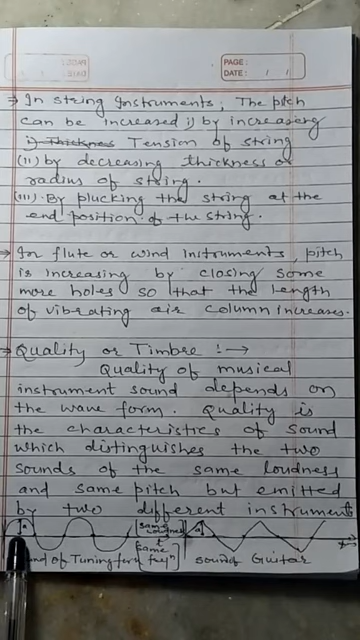 PAGE:
DATE: / /
⇒ In string Instruments, The pitch
can be increased i) by increaseng
i) Thicknes Tension of string
(II) by decreasing thickness or
radius of string.
(III). By plucking the string at the
end position of the string.
→ In flute or wind instruments, pitch
is increasing by closing some
more holes so that the length
of vibrating air column increases.
→ Quality or Timbre :- →
Quality of musical
instrument sound depends on
the wave form. Quality is
the characteristics of sound
which distinguishes the two
sounds of the same loudness
and same pitch but emitted
by two different instruments
a
same
a
t
same
of Tuning fork
sound Guitar